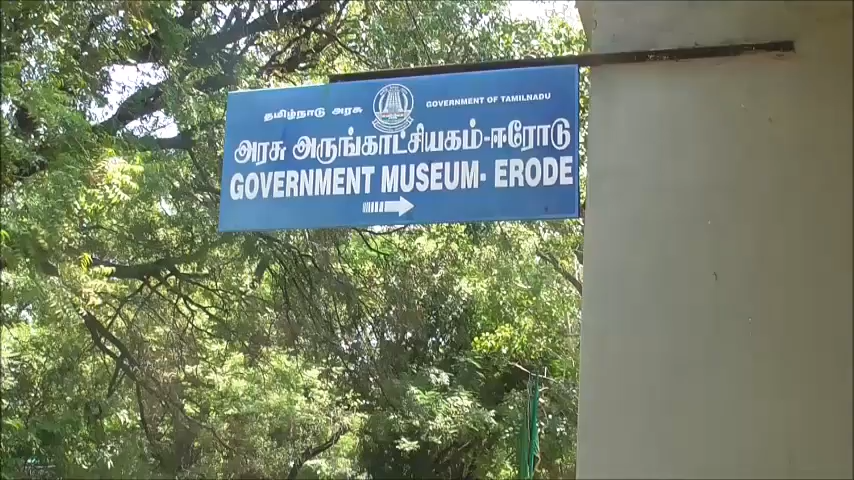 தமிழ்நாடு அரசு GOVERNMENT OF TAMILNADU
அரசு அருங்காட்சியகம்-ஈரோடு
GOVERNMENT MUSEUM- ERODE